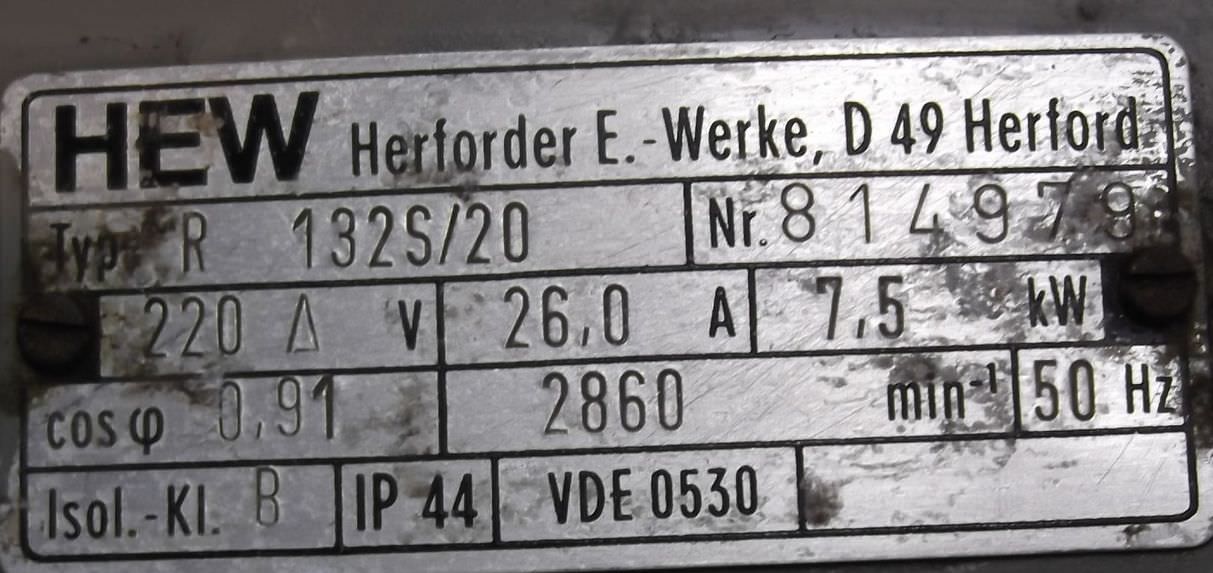 HEW Herforder E.-Werke, D 49 Herford
Typ R 132S/20 Nr. 814979
220 Δ V 26,0 A 7,5 kW
cos φ 0,91 2860 min⁻¹ 50 Hz
Isol.-Kl. B IP 44 VDE 0530